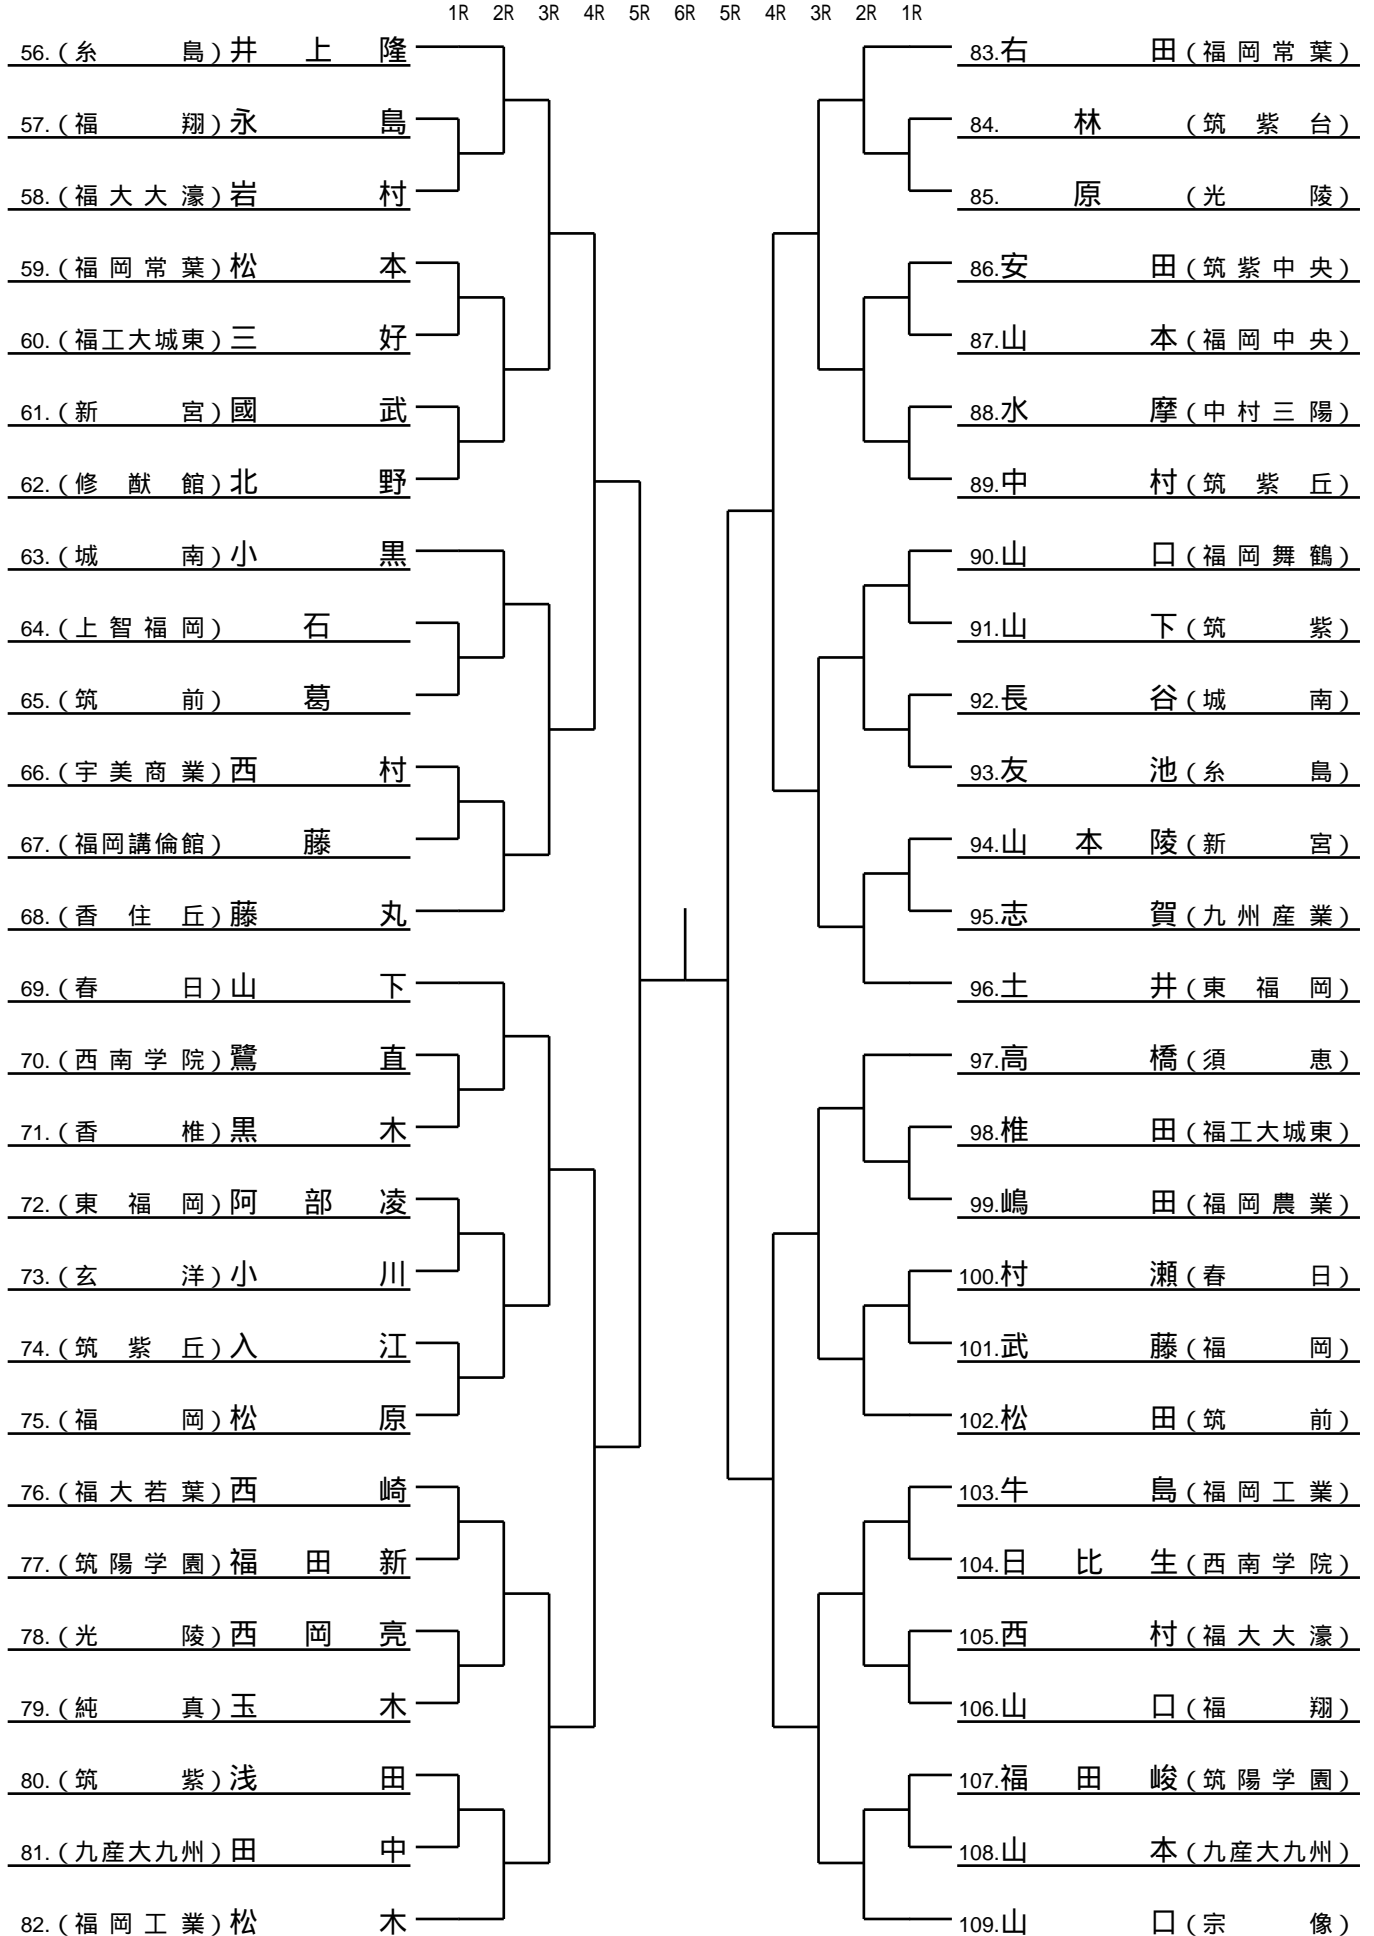 1R 2R 3R 4R 5R 6R 5R 4R 3R 2R 1R
56.(糸島)井上隆
57.(福翔)永島
58.(福大大濠)岩村
59.(福岡常葉)松本
60.(福工大城東)三好
61.(新宮)國武
62.(修猷館)北野
63.(城南)小黒
64.(上智福岡)石
65.(筑前)葛
66.(宇美商業)西村
67.(福岡講倫館)藤
68.(香住丘)藤丸
69.(春日)山下
70.(西南学院)鷺直
71.(香椎)黒木
72.(東福岡)阿部凌
73.(玄洋)小川
74.(筑紫丘)入江
75.(福岡)松原
76.(福大若葉)西崎
77.(筑陽学園)福田新
78.(光陵)西岡亮
79.(純真)玉木
80.(筑紫)浅田
81.(九産大九州)田中
82.(福岡工業)松木
83.右田(福岡常葉)
84.林(筑紫台)
85.原(光陵)
86.安田(筑紫中央)
87.山本(福岡中央)
88.水摩(中村三陽)
89.中村(筑紫丘)
90.山口(福岡舞鶴)
91.山下(筑紫)
92.長谷(城南)
93.友池(糸島)
94.山本陵(新宮)
95.志賀(九州産業)
96.土井(東福岡)
97.高橋(須恵)
98.椎田(福工大城東)
99.嶋田(福岡農業)
100.村瀬(春日)
101.武藤(福岡)
102.松田(筑前)
103.牛島(福岡工業)
104.日比生(西南学院)
105.西村(福大大濠)
106.山口(福翔)
107.福田峻(筑陽学園)
108.山本(九産大九州)
109.山口(宗像)